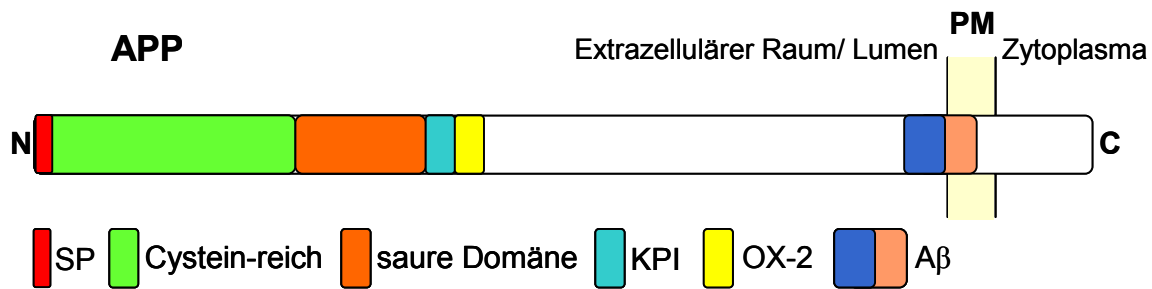 PM
APP
Extrazellulärer Raum/ Lumen Zytoplasma
N C
SP Cystein-reich saure Domäne KPI OX-2 Aβ